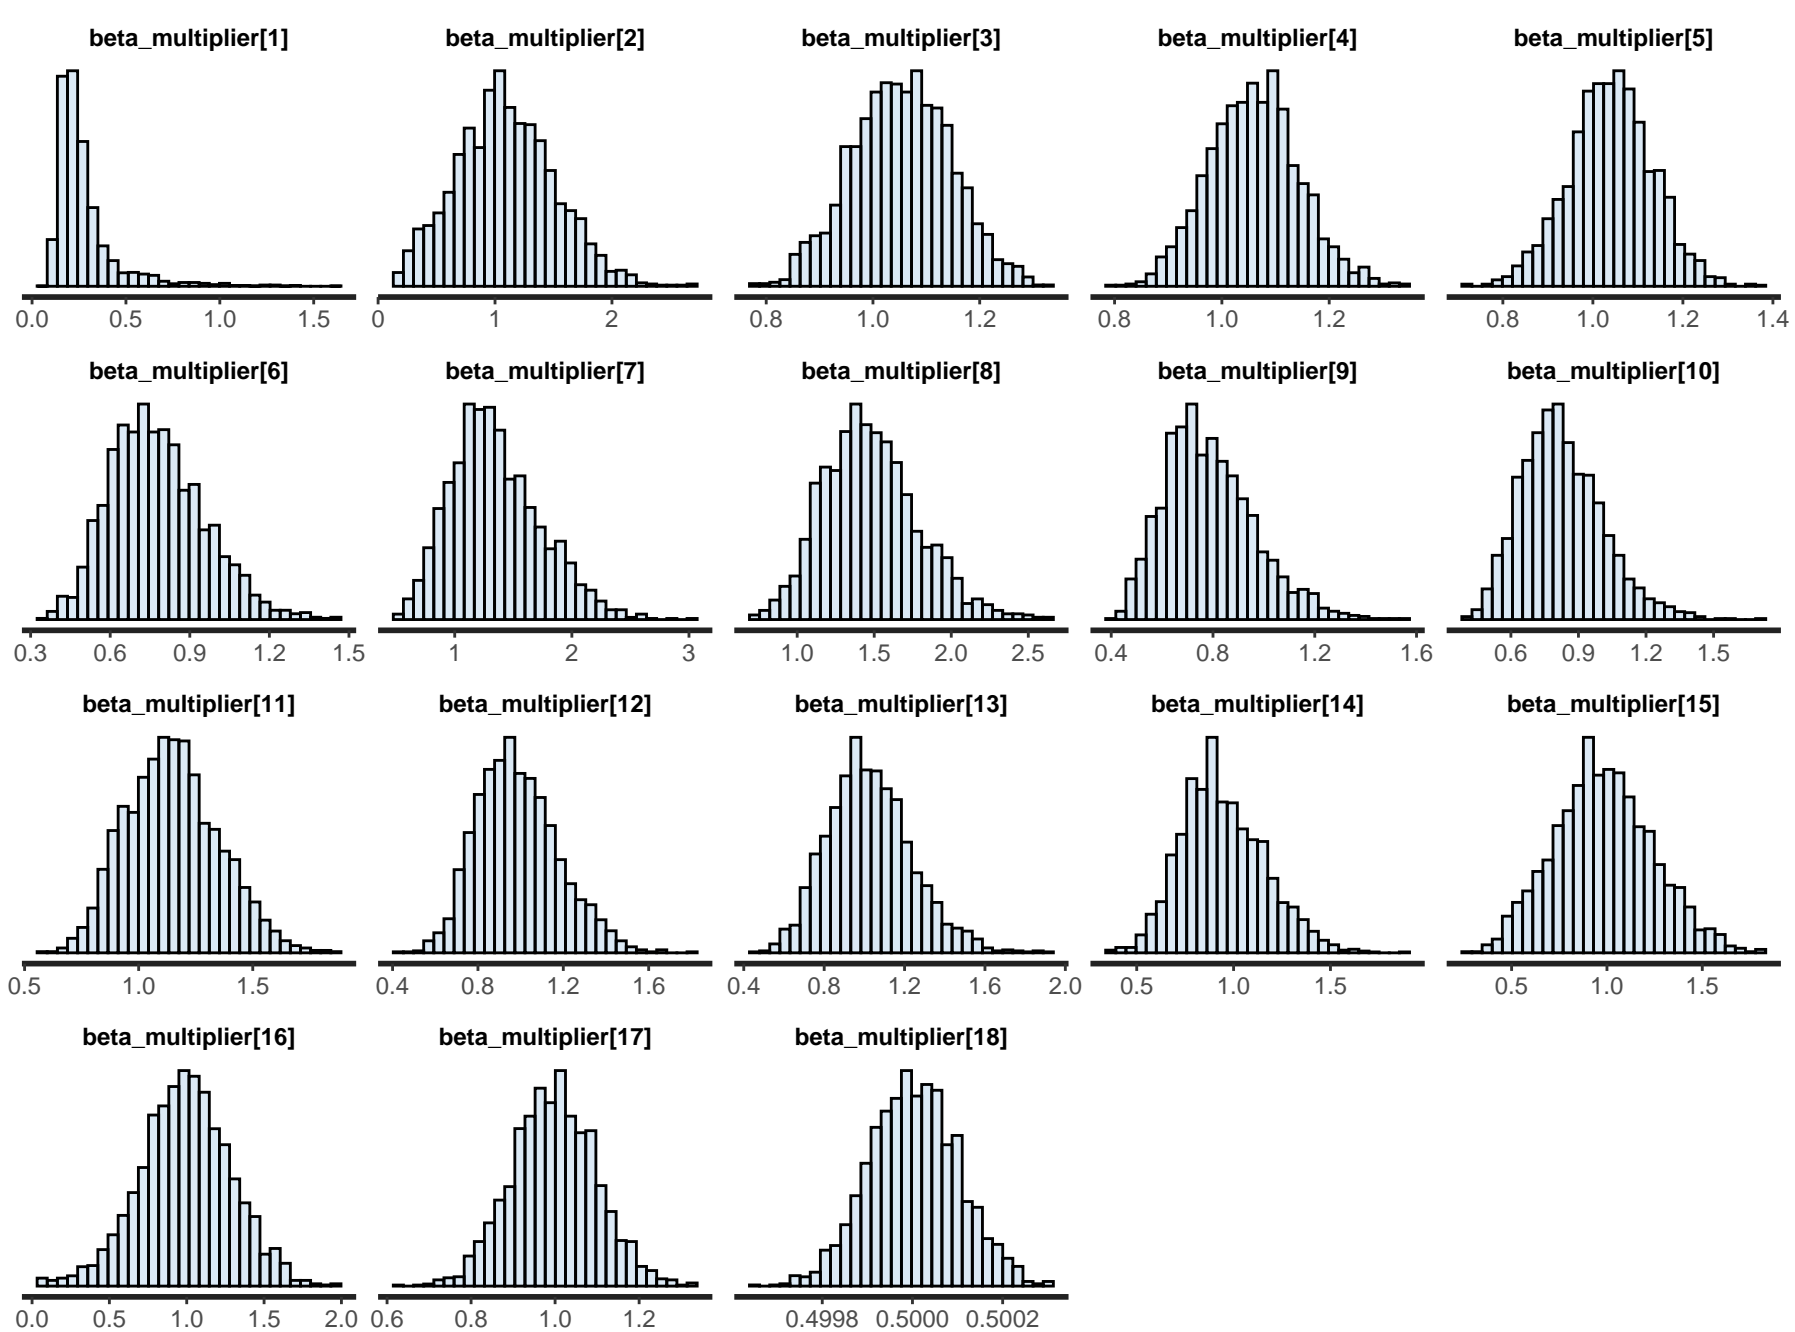 beta_multiplier[1] beta_multiplier[2] beta_multiplier[3] beta_multiplier[4] beta_multiplier[5]
0.0 0.5 1.0 1.5 0 1 2 0.8 1.0 1.2 0.8 1.0 1.2 0.8 1.0 1.2 1.4
beta_multiplier[6] beta_multiplier[7] beta_multiplier[8] beta_multiplier[9] beta_multiplier[10]
0.3 0.6 0.9 1.2 1.5 1 2 3 1.0 1.5 2.0 2.5 0.4 0.8 1.2 1.6 0.6 0.9 1.2 1.5
beta_multiplier[11] beta_multiplier[12] beta_multiplier[13] beta_multiplier[14] beta_multiplier[15]
0.5 1.0 1.5 0.4 0.8 1.2 1.6 0.4 0.8 1.2 1.6 2.0 0.5 1.0 1.5 0.5 1.0 1.5
beta_multiplier[16] beta_multiplier[17] beta_multiplier[18]
0.0 0.5 1.0 1.5 2.0 0.6 0.8 1.0 1.2 0.4998 0.5000 0.5002